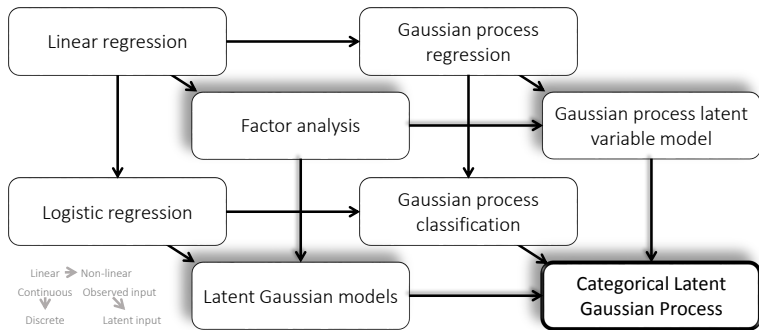 Linear regression
Gaussian process
regression
Factor analysis
Gaussian process latent
variable model
Logistic regression
Gaussian process
classification
Latent Gaussian models
Categorical Latent
Gaussian Process
Linear Non-linear
Continuous Observed input
Discrete Latent input